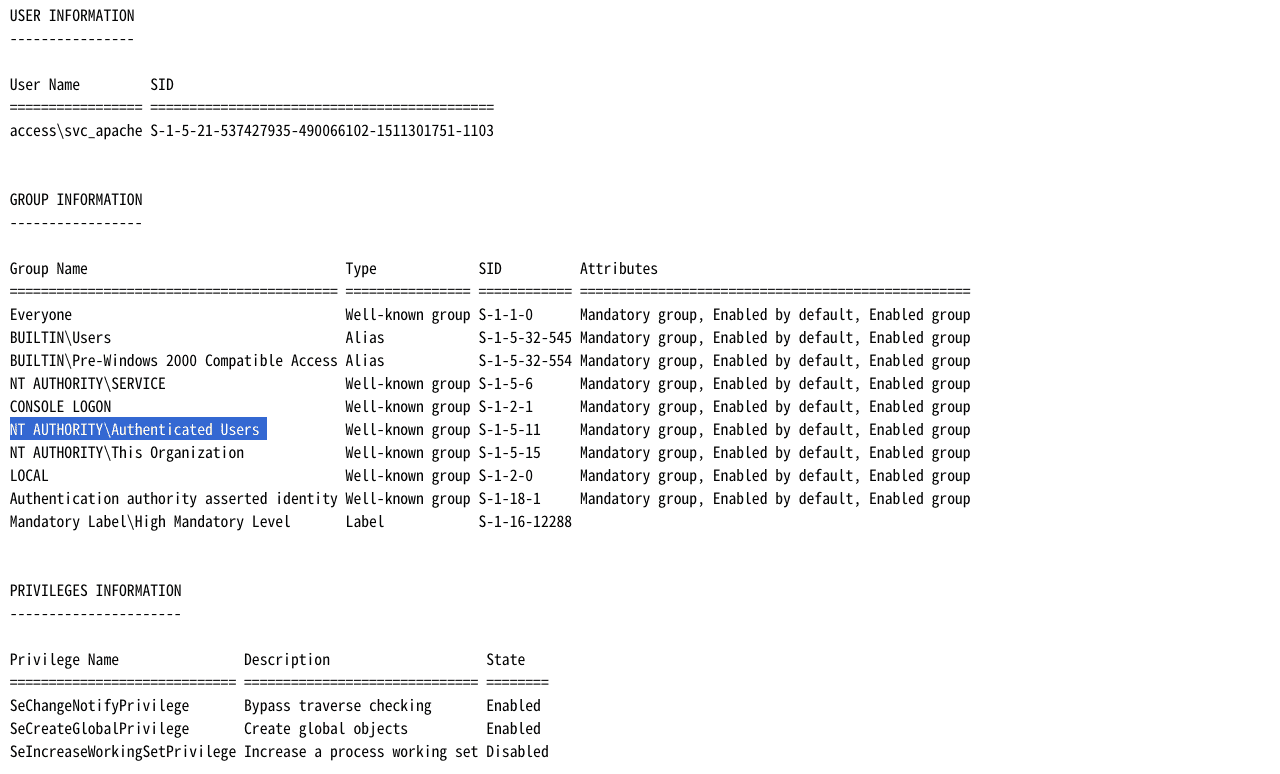 USER INFORMATION
----------------
User Name         SID
================= ============================================
access\svc_apache S-1-5-21-537427935-490066102-1511301751-1103
GROUP INFORMATION
-----------------
Group Name                                 Type             SID          Attributes
========================================== ================ ============ ==================================================
Everyone                                   Well-known group S-1-1-0      Mandatory group, Enabled by default, Enabled group
BUILTIN\Users                              Alias            S-1-5-32-545 Mandatory group, Enabled by default, Enabled group
BUILTIN\Pre-Windows 2000 Compatible Access Alias            S-1-5-32-554 Mandatory group, Enabled by default, Enabled group
NT AUTHORITY\SERVICE                       Well-known group S-1-5-6      Mandatory group, Enabled by default, Enabled group
CONSOLE LOGON                              Well-known group S-1-2-1      Mandatory group, Enabled by default, Enabled group
NT AUTHORITY\Authenticated Users           Well-known group S-1-5-11     Mandatory group, Enabled by default, Enabled group
NT AUTHORITY\This Organization             Well-known group S-1-5-15     Mandatory group, Enabled by default, Enabled group
LOCAL                                      Well-known group S-1-2-0      Mandatory group, Enabled by default, Enabled group
Authentication authority asserted identity Well-known group S-1-18-1     Mandatory group, Enabled by default, Enabled group
Mandatory Label\High Mandatory Level       Label            S-1-16-12288
PRIVILEGES INFORMATION
----------------------
Privilege Name                Description                    State
============================= ============================== ========
SeChangeNotifyPrivilege       Bypass traverse checking       Enabled
SeCreateGlobalPrivilege       Create global objects          Enabled
SeIncreaseWorkingSetPrivilege Increase a process working set Disabled